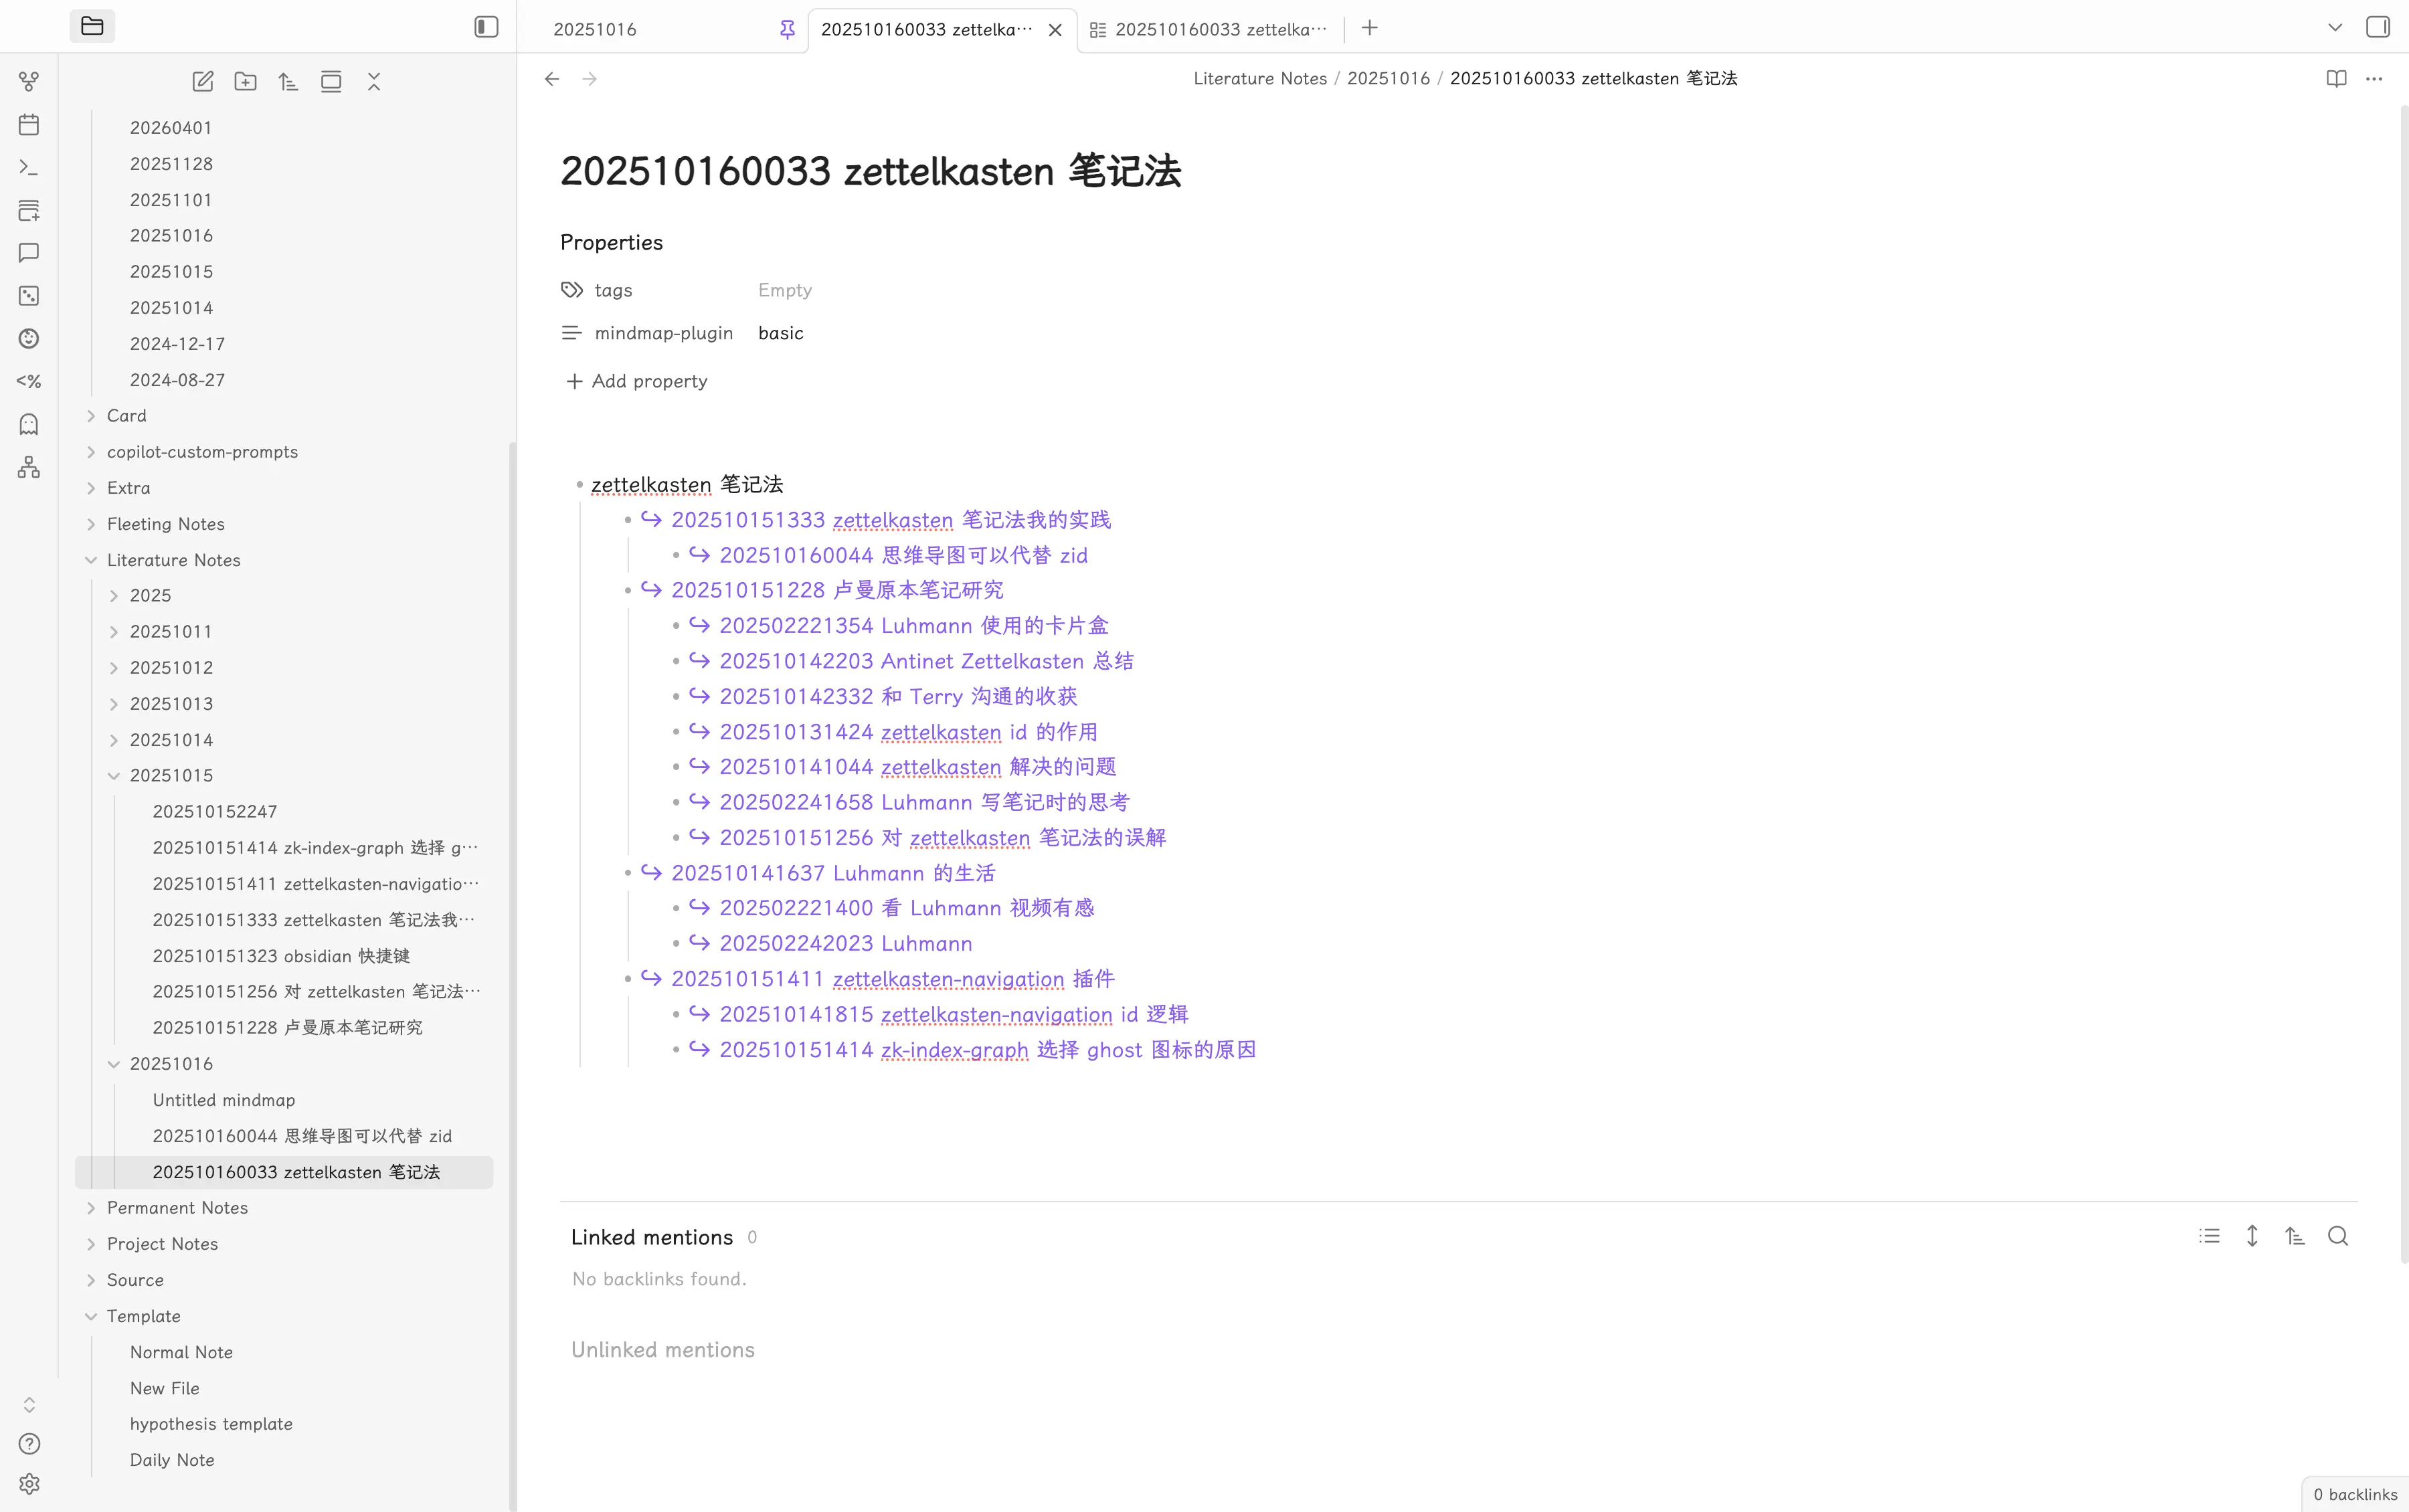 20251016
202510160033 zettelka…
202510160033 zettelka…
Literature Notes / 20251016 / 202510160033 zettelkasten 笔记法
20260401
20251128
20251101
20251016
20251015
20251014
2024-12-17
2024-08-27
Card
copilot-custom-prompts
Extra
Fleeting Notes
Literature Notes
2025
20251011
20251012
20251013
20251014
20251015
202510152247
202510151414 zk-index-graph 选择 g…
202510151411 zettelkasten-navigatio…
202510151333 zettelkasten 笔记法我…
202510151323 obsidian 快捷键
202510151256 对 zettelkasten 笔记法…
202510151228 卢曼原本笔记研究
20251016
Untitled mindmap
202510160044 思维导图可以代替 zid
202510160033 zettelkasten 笔记法
Permanent Notes
Project Notes
Source
Template
Normal Note
New File
hypothesis template
Daily Note
<%
202510160033 zettelkasten 笔记法
Properties
tags Empty
mindmap-plugin basic
Add property
zettelkasten 笔记法
202510151333 zettelkasten 笔记法我的实践
202510160044 思维导图可以代替 zid
202510151228 卢曼原本笔记研究
202502221354 Luhmann 使用的卡片盒
202510142203 Antinet Zettelkasten 总结
202510142332 和 Terry 沟通的收获
202510131424 zettelkasten id 的作用
202510141044 zettelkasten 解决的问题
202502241658 Luhmann 写笔记时的思考
202510151256 对 zettelkasten 笔记法的误解
202510141637 Luhmann 的生活
202502221400 看 Luhmann 视频有感
202502242023 Luhmann
202510151411 zettelkasten-navigation 插件
202510141815 zettelkasten-navigation id 逻辑
202510151414 zk-index-graph 选择 ghost 图标的原因
Linked mentions 0
No backlinks found.
Unlinked mentions
0 backlinks